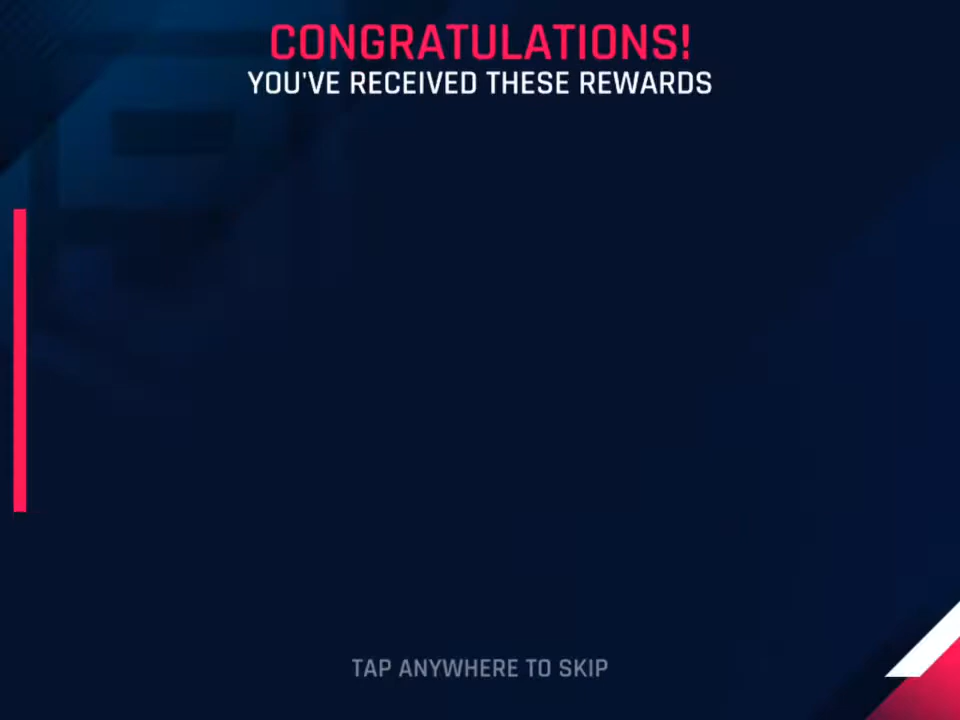 CONGRATULATIONS!
YOU'VE RECEIVED THESE REWARDS
TAP ANYWHERE TO SKIP